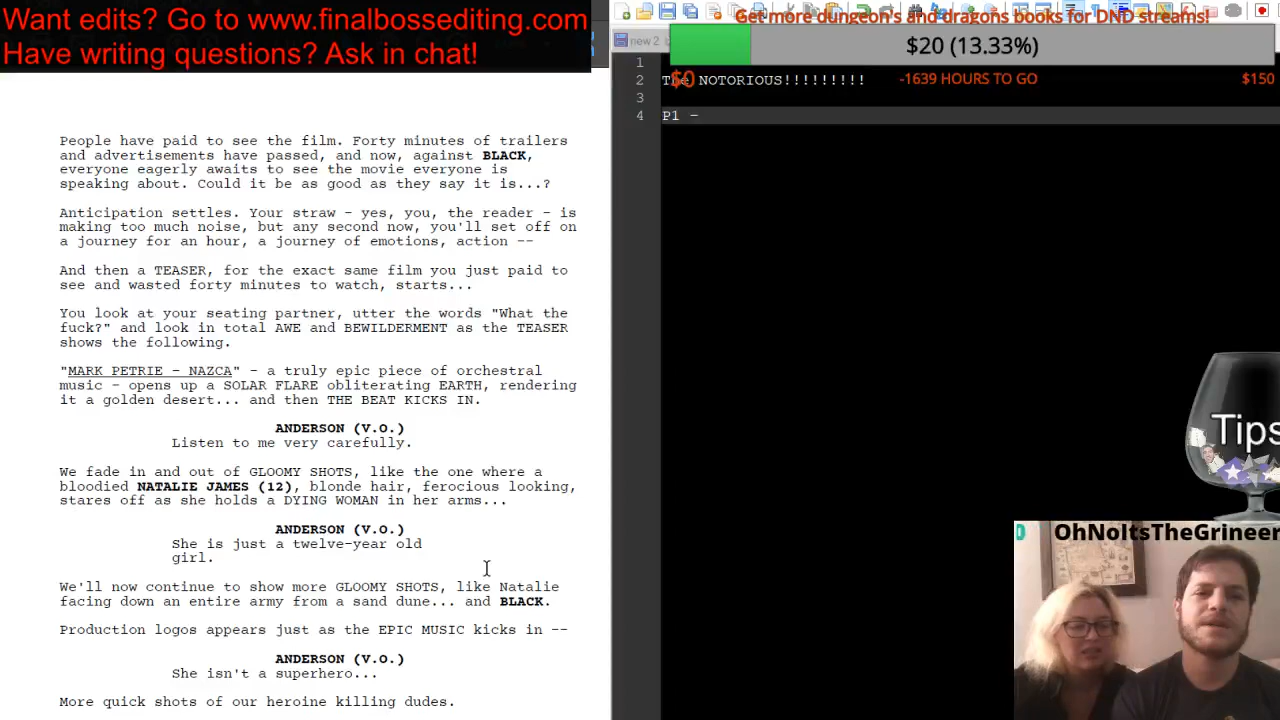 Want edits? Go to www.finalbossediting.com
Have writing questions? Ask in chat!
People have paid to see the film. Forty minutes of trailers
and advertisements have passed, and now, against BLACK,
everyone eagerly awaits to see the movie everyone is
speaking about. Could it be as good as they say it is...?
Anticipation settles. Your straw - yes, you, the reader - is
making too much noise, but any second now, you'll set off on
a journey for an hour, a journey of emotions, action --
And then a TEASER, for the exact same film you just paid to
see and wasted forty minutes to watch, starts...
You look at your seating partner, utter the words "What the
fuck?" and look in total AWE and BEWILDERMENT as the TEASER
shows the following.
"MARK PETRIE - NAZCA" - a truly epic piece of orchestral
music - opens up a SOLAR FLARE obliterating EARTH, rendering
it a golden desert... and then THE BEAT KICKS IN.
ANDERSON (V.O.)
Listen to me very carefully.
We fade in and out of GLOOMY SHOTS, like the one where a
bloodied NATALIE JAMES (12), blonde hair, ferocious looking,
stares off as she holds a DYING WOMAN in her arms...
ANDERSON (V.O.)
She is just a twelve-year old
girl.
We'll now continue to show more GLOOMY SHOTS, like Natalie
facing down an entire army from a sand dune... and BLACK.
Production logos appears just as the EPIC MUSIC kicks in --
ANDERSON (V.O.)
She isn't a superhero...
More quick shots of our heroine killing dudes.
Get more dungeon's and dragons books for DND streams!
new 2
$20 (13.33%)
$0
-1639 HOURS TO GO
$150
1
2 The NOTORIOUS!!!!!!!!!
3
4 P1 -
Tips
OhNoItsTheGrineer